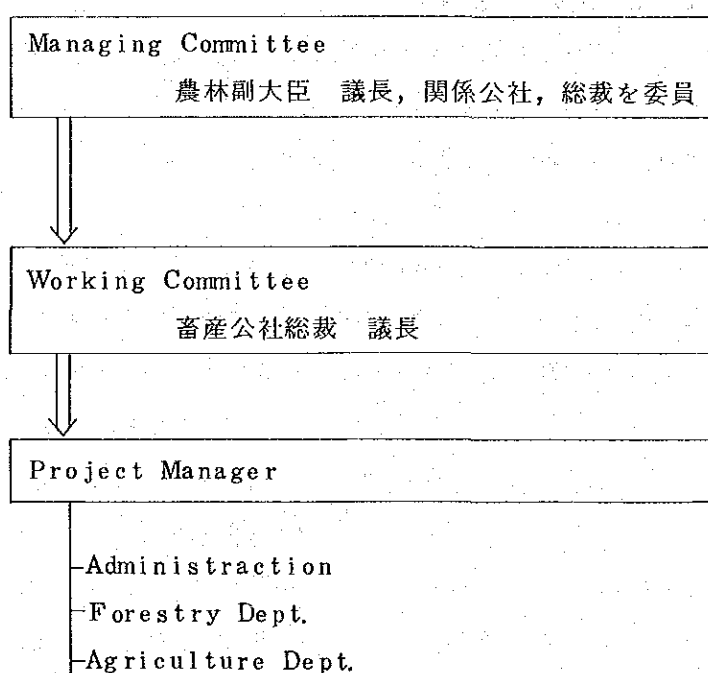 Managing Committee
農林副大臣 議長，関係公社，総裁を委員
Working Committee
畜産公社総裁 議長
Project Manager
Administraction
Forestry Dept.
Agriculture Dept.